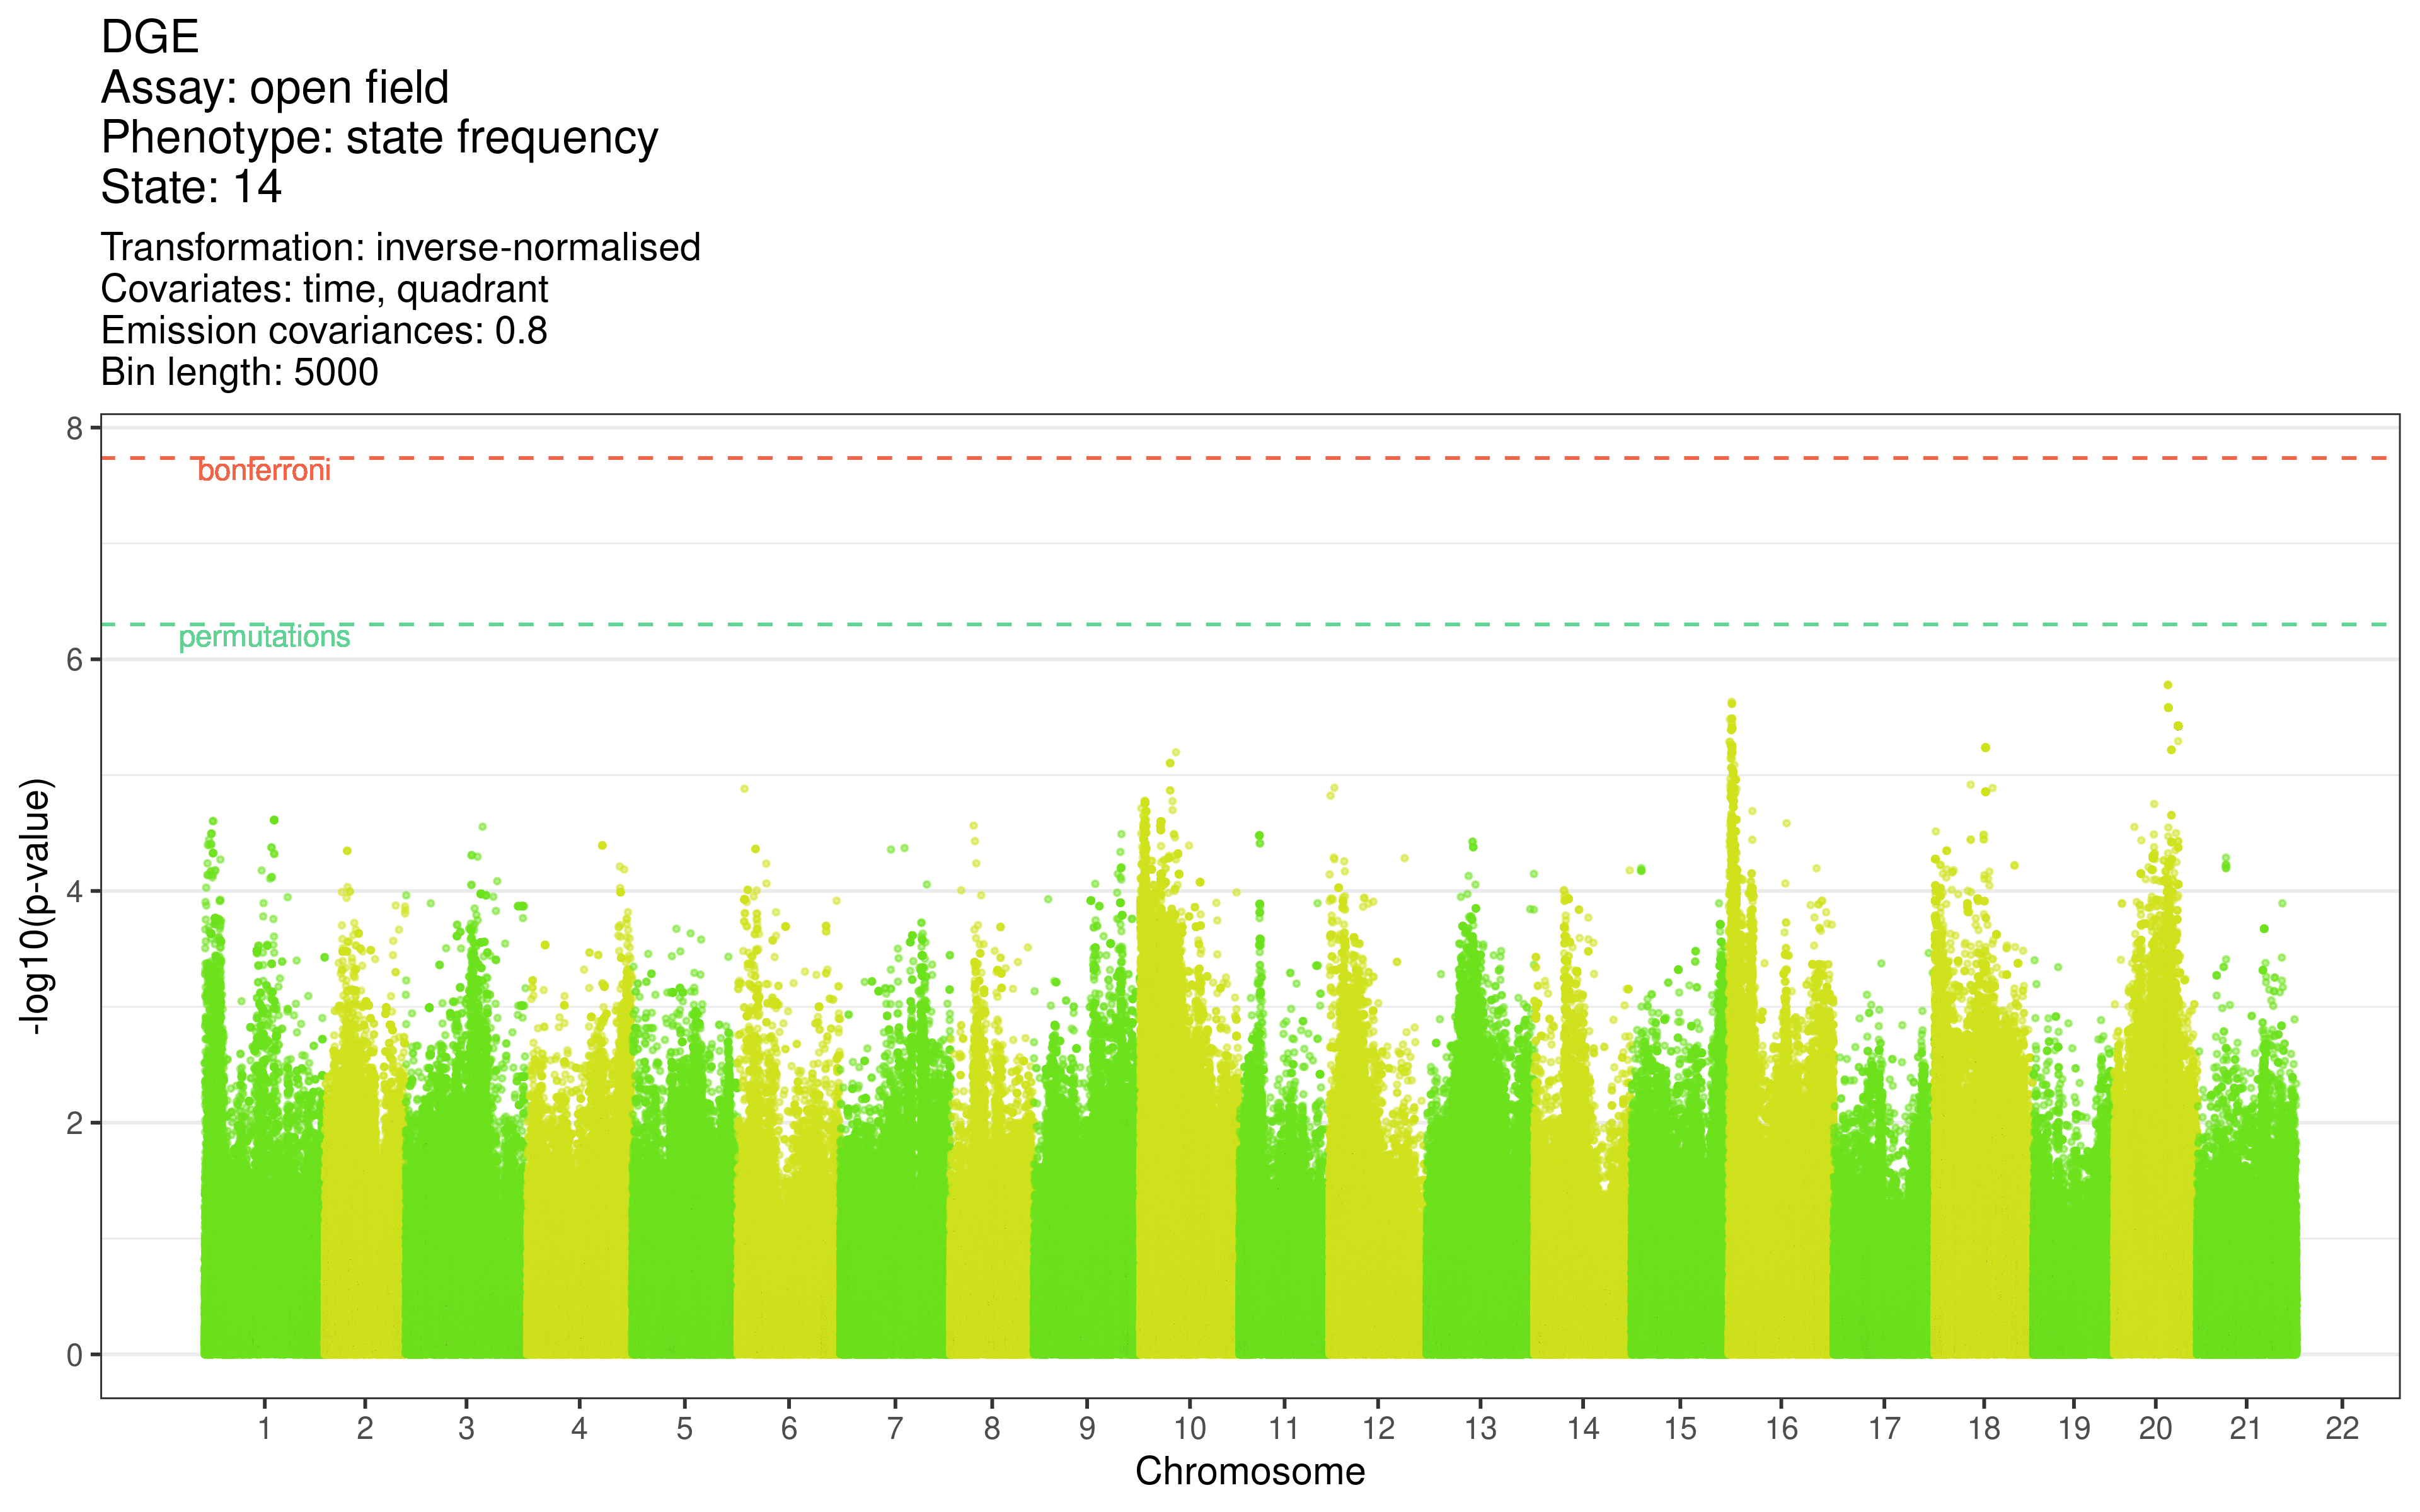 DGE
Assay: open field
Phenotype: state frequency
State: 14
Transformation: inverse-normalised
Covariates: time, quadrant
Emission covariances: 0.8
Bin length: 5000
8
bonferroni
permutations
6
4
2
0
-log10(p-value)
1 2 3 4 5 6 7 8 9 10 11 12 13 14 15 16 17 18 19 20 21 22
Chromosome